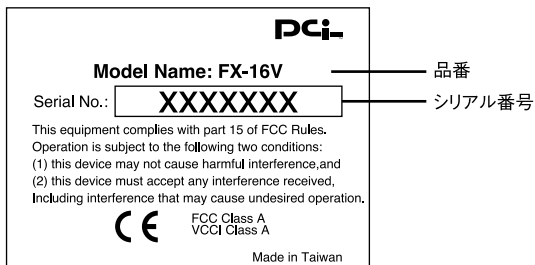 PCi
Model Name: FX-16V
品番
Serial No.: XXXXXXX
シリアル番号
This equipment complies with part 15 of FCC Rules.
Operation is subject to the following two conditions:
(1) this device may not cause harmful interference,and
(2) this device must accept any interference received,
Including interference that may cause undesired operation.
CE
FCC Class A
VCCI Class A
Made in Taiwan